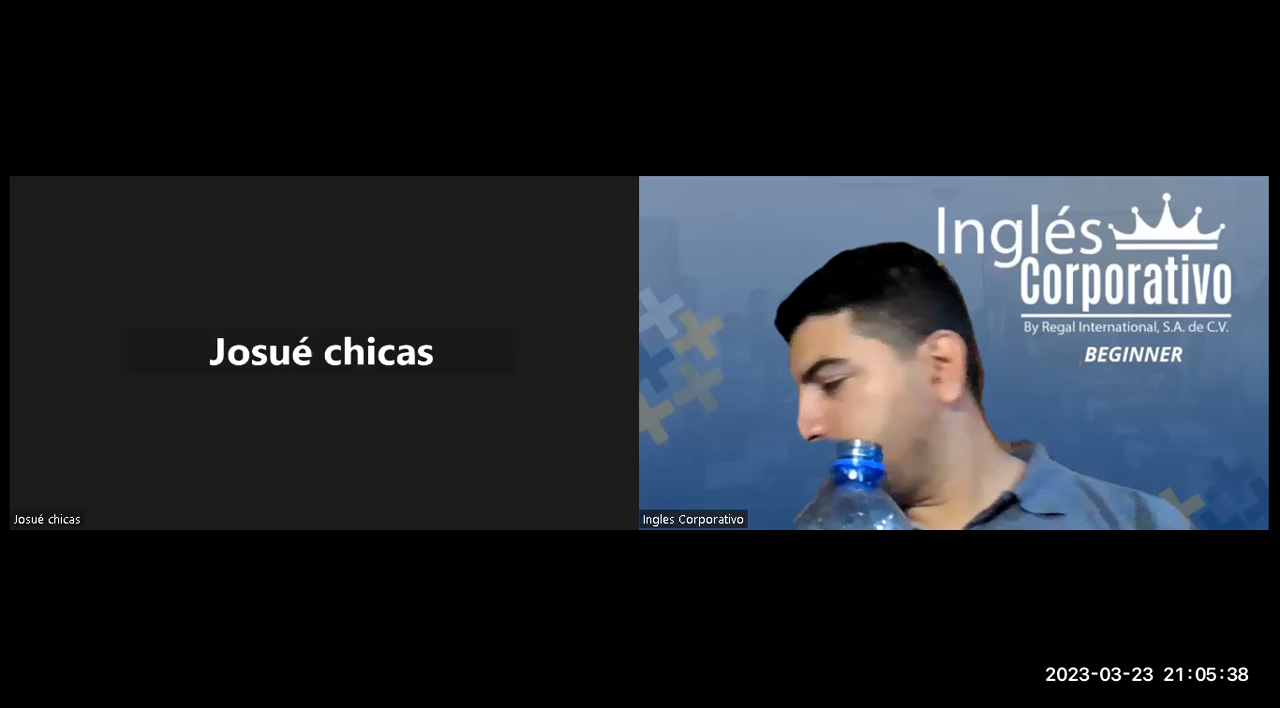 Josué chicas
Josué chicas
Inglés
Corporativo
By Regal International, S.A. de C.V.
BEGINNER
Ingles Corporativo
2023-03-23 21:05:38